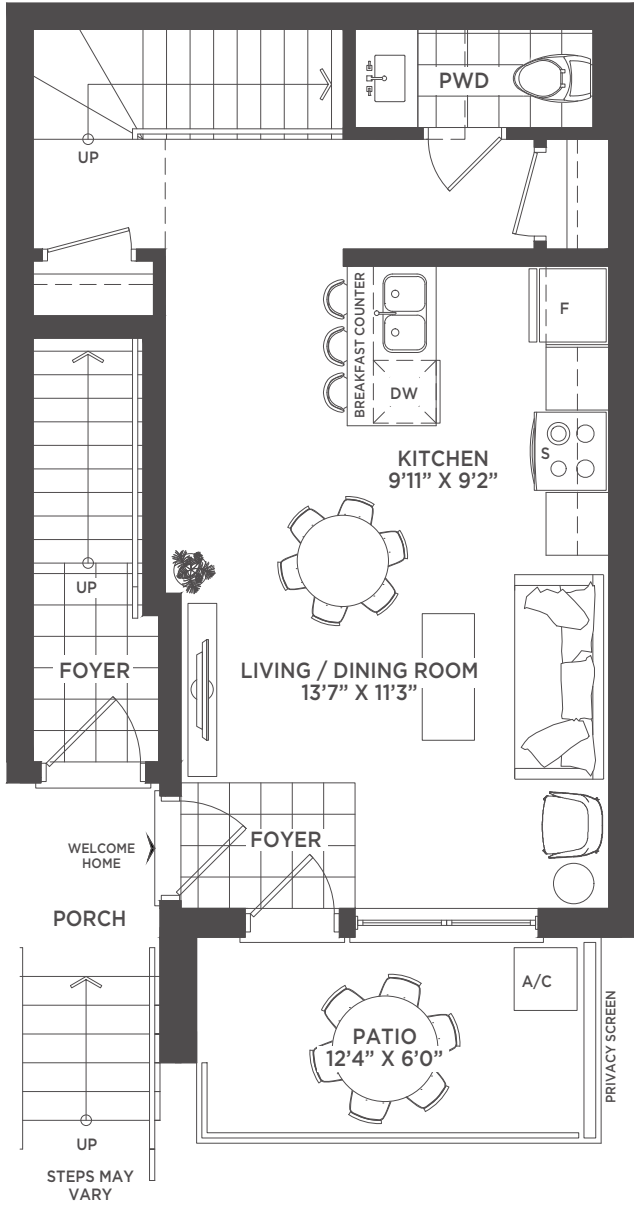 PWD
UP
BREAKFAST COUNTER
F
DW
S
KITCHEN
9'11” X 9'2”
UP
FOYER
LIVING / DINING ROOM
13'7” X 11'3”
WELCOME
HOME
FOYER
PORCH
A/C
PATIO
12'4” X 6'0”
PRIVACY SCREEN
UP
STEPS MAY
VARY